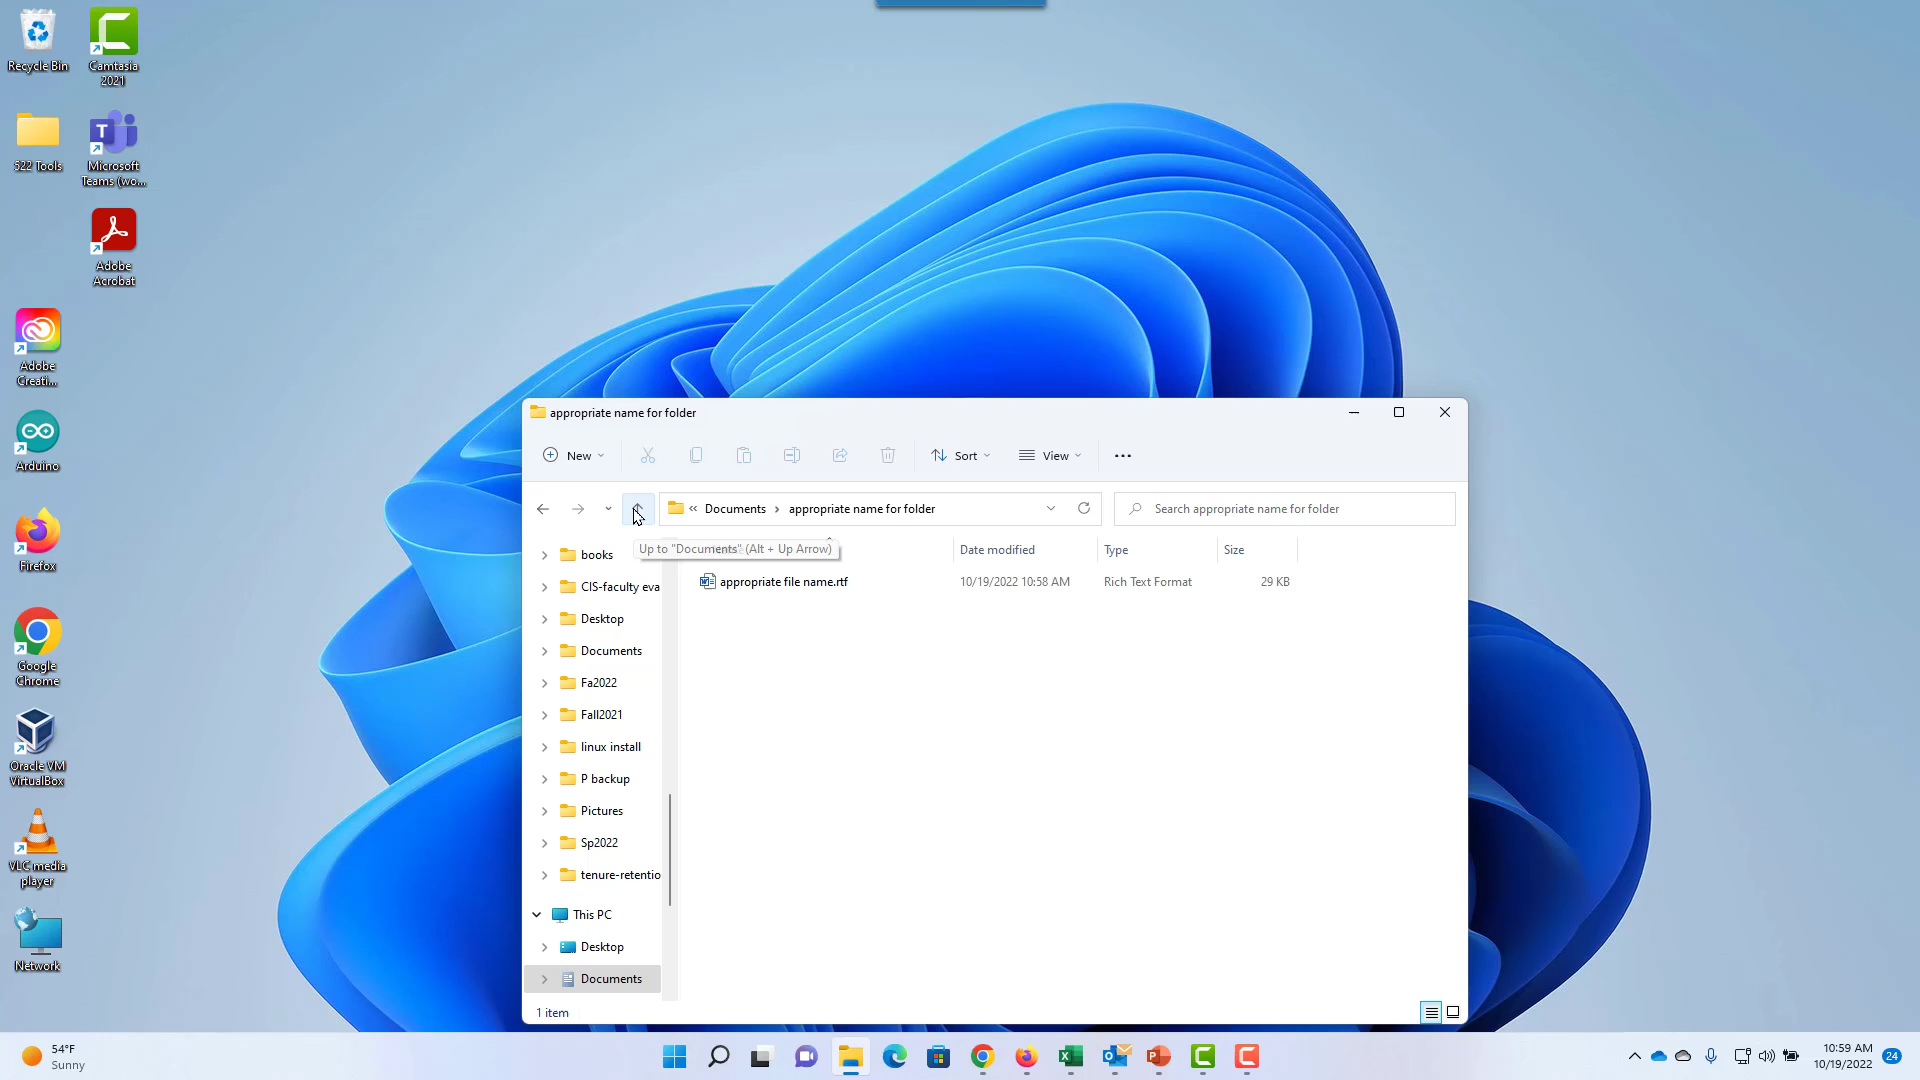 Recycle Bin
Camtasia
2021
522 Tools
Microsoft
Teams (wo...
Adobe
Acrobat
Adobe
Creati...
Arduino
Firefox
Google
Chrome
Oracle VM
VirtualBox
VLC media
player
Network
appropriate name for folder
New
Sort
View
Documents > appropriate name for folder
Search appropriate name for folder
Up to "Documents" (Alt + Up Arrow)
Date modified
Type
Size
appropriate file name.rtf
10/19/2022 10:58 AM
Rich Text Format
29 KB
books
CIS-faculty eva
Desktop
Documents
Fa2022
Fall2021
linux install
P backup
Pictures
Sp2022
tenure-retentio
This PC
Desktop
Documents
1 item
54°F
Sunny
10:59 AM
10/19/2022
24